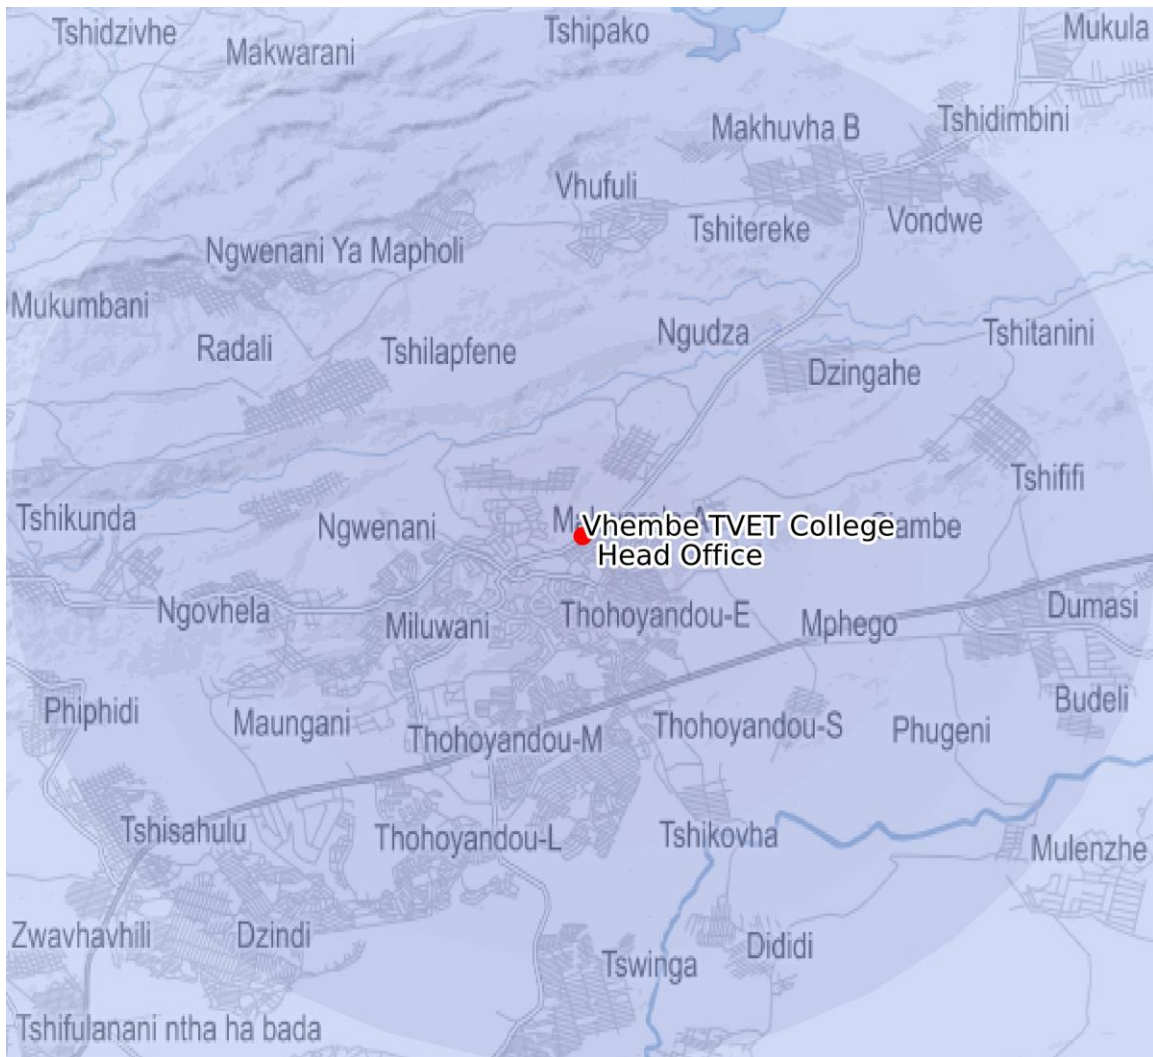 Tshidzivhe
Makwarani
Tshipako
Mukula
Makhuvha B
Tshidimbini
Vhufuli
Tshitereke
Vondwe
Ngwenani Ya Mapholi
Mukumbani
Radali
Tshilapfene
Ngudza
Tshitanini
Dzingahe
Tshififi
Tshikunda
Ngwenani
Vhembe TVET College
Head Office
Ngovhela
Miluwani
Thohoyandou-E
Mphego
Dumasi
Phiphidi
Maungani
Thohoyandou-M
Thohoyandou-S
Phugeni
Budeli
Tshisahulu
Thohoyandou-L
Tshikovha
Mulenzhe
Zwavhavhili
Dzindi
Tswinga
Dididi
Tshifulanani ntha ha bada